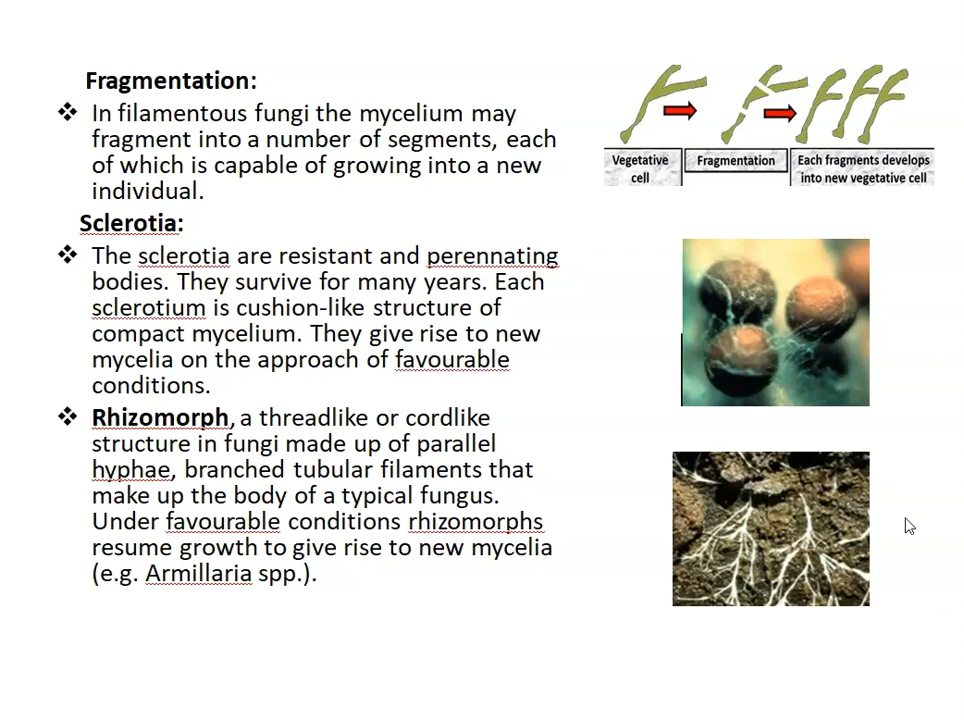 Fragmentation:
❖ In filamentous fungi the mycelium may
fragment into a number of segments, each
of which is capable of growing into a new
individual.
Sclerotia:
❖ The sclerotia are resistant and perennating
bodies. They survive for many years. Each
sclerotium is cushion-like structure of
compact mycelium. They give rise to new
mycelia on the approach of favourable
conditions.
❖ Rhizomorph, a threadlike or cordlike
structure in fungi made up of parallel
hyphae, branched tubular filaments that
make up the body of a typical fungus.
Under favourable conditions rhizomorphs
resume growth to give rise to new mycelia
(e.g. Armillaria spp.).
Vegetative
cell
Fragmentation
Each fragments develops
into new vegetative cell